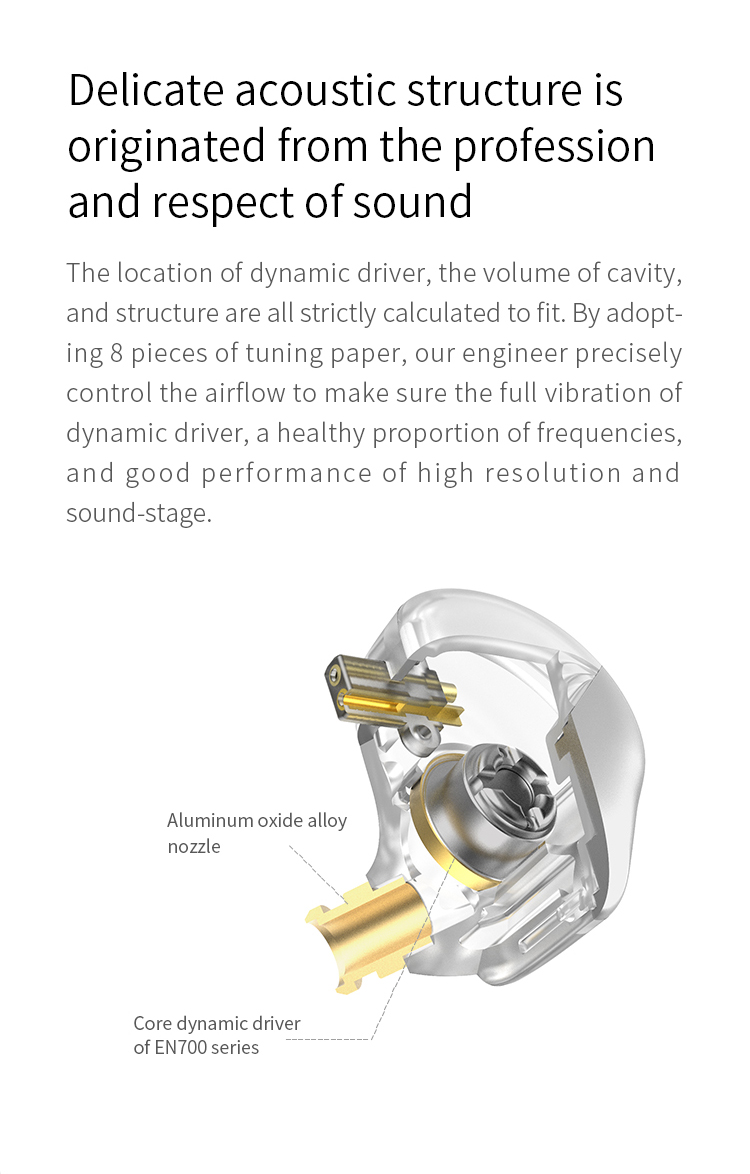 Delicate acoustic structure is
originated from the profession
and respect of sound
The location of dynamic driver, the volume of cavity,
and structure are all strictly calculated to fit. By adopt-
ing 8 pieces of tuning paper, our engineer precisely
control the airflow to make sure the full vibration of
dynamic driver, a healthy proportion of frequencies,
and good performance of high resolution and
sound-stage.
Aluminum oxide alloy
nozzle
Core dynamic driver
of EN700 series